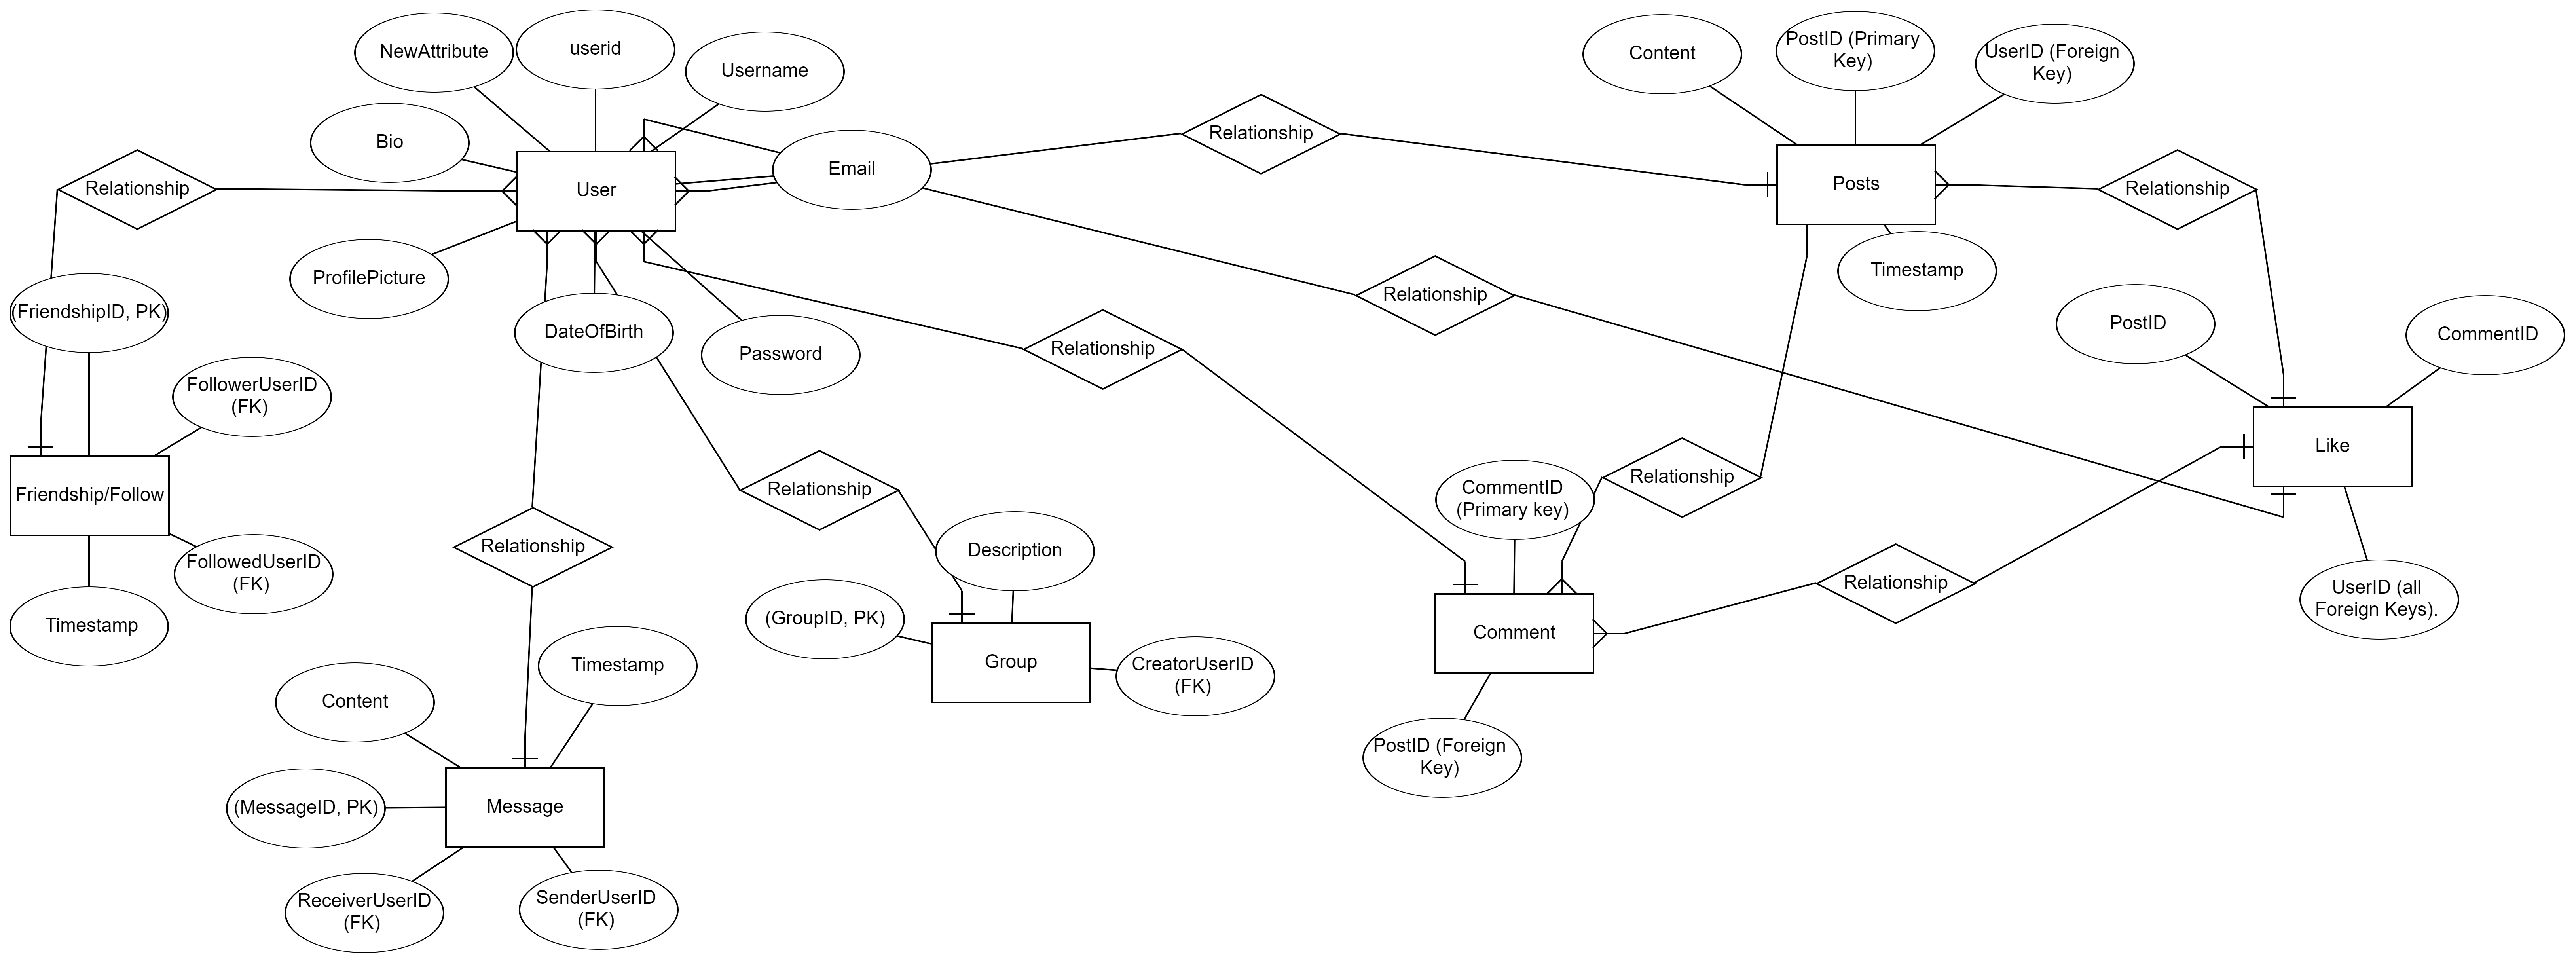 NewAttribute
userid
Username
Content
PostID (Primary
Key)
UserID (Foreign
Key)
Bio
Email
Relationship
Relationship
User
Posts
Relationship
ProfilePicture
Timestamp
Relationship
(FriendshipID, PK)
DateOfBirth
Password
Relationship
PostID
CommentID
FollowerUserID
(FK)
Like
Friendship/Follow
Relationship
CommentID
(Primary key)
Relationship
FollowedUserID
(FK)
Relationship
Description
Relationship
UserID (all
Foreign Keys).
Timestamp
(GroupID, PK)
Comment
Group
CreatorUserID
(FK)
Timestamp
Content
PostID (Foreign
Key)
(MessageID, PK)
Message
ReceiverUserID
(FK)
SenderUserID
(FK)